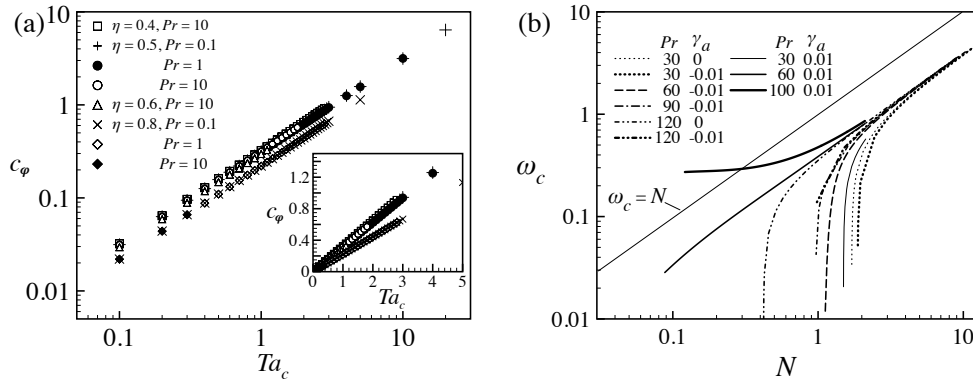 (a)
10
1
0.1
0.01
c_φ
η = 0.4, Pr = 10
η = 0.5, Pr = 0.1
Pr = 1
Pr = 10
η = 0.6, Pr = 10
η = 0.8, Pr = 0.1
Pr = 1
Pr = 10
1.2
0.8
0.4
0
c_φ
0 1 2 3 4 5
Ta_c
0.1 1 10
Ta_c
(b)
10
1
0.1
0.01
ω_c
Pr γ_a Pr γ_a
30 0 30 0.01
30 -0.01 60 0.01
60 -0.01 100 0.01
90 -0.01
120 0
120 -0.01
ω_c = N
0.1 1 10
N